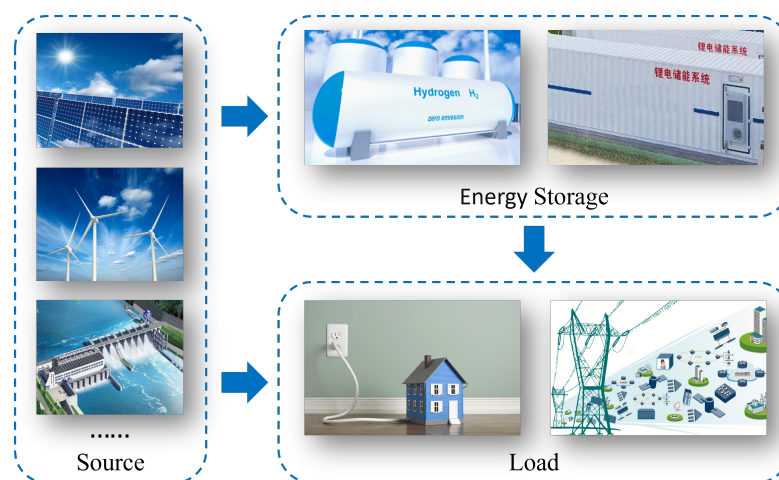 Hydrogen H₂
zero emission
锂电储能系统
锂电储能系统
Energy Storage
......
Source
Load